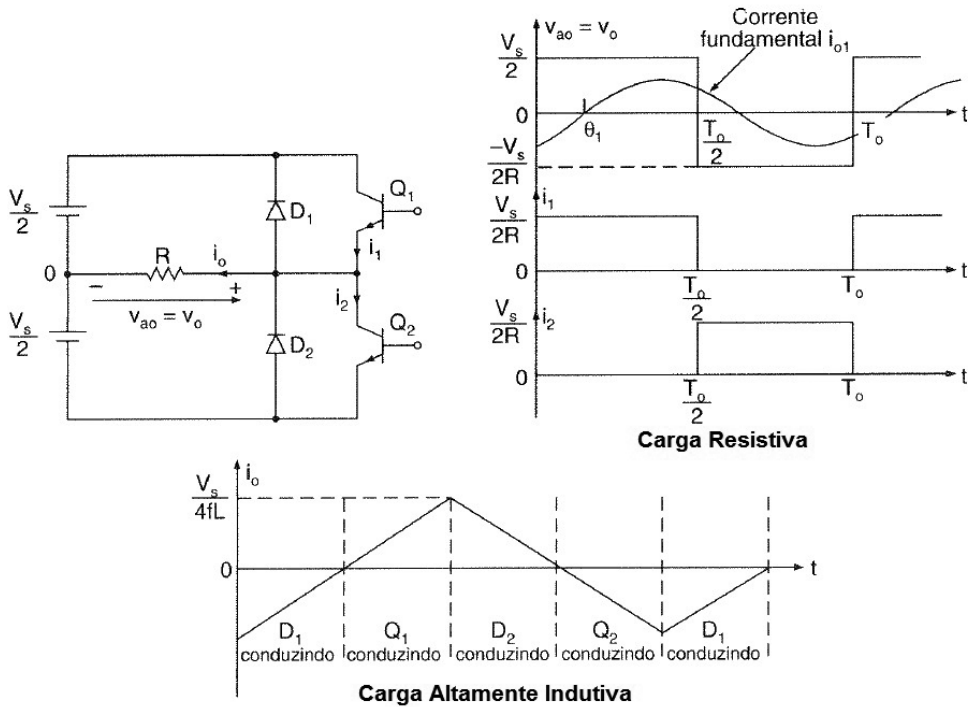 V_s/2
V_s/2
0
R
i_o
− +
v_ao = v_o
D_1
D_2
Q_1
i_1
i_2
Q_2
v_ao = v_o
Corrente
fundamental i_o1
V_s/2
0
θ_1
T_o/2
T_o
t
−V_s/2R
i_1
V_s/2R
0
T_o/2
T_o
t
V_s/2R
i_2
0
T_o/2
T_o
t
Carga Resistiva
i_o
V_s/4fL
0
t
D_1 Q_1 D_2 Q_2 D_1
conduzindo conduzindo conduzindo conduzindo conduzindo
Carga Altamente Indutiva